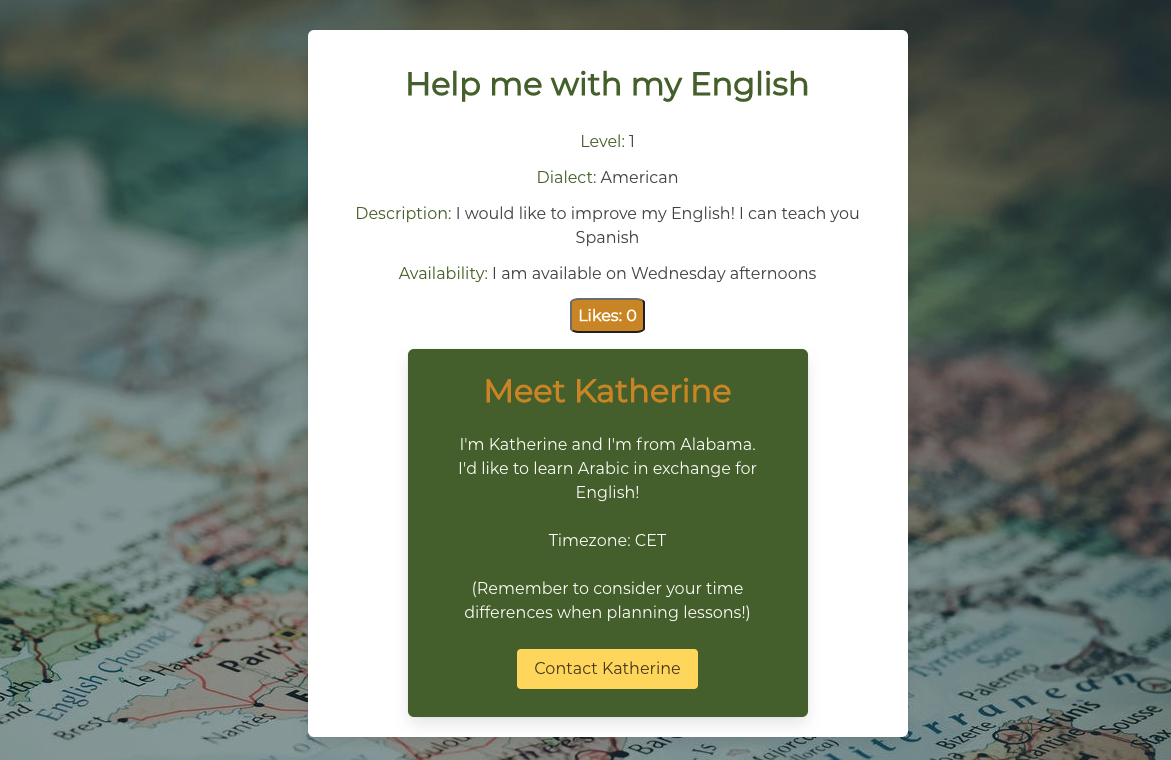 Help me with my English
Level: 1
Dialect: American
Description: I would like to improve my English! I can teach you
Spanish
Availability: I am available on Wednesday afternoons
Likes: 0
Meet Katherine
I'm Katherine and I'm from Alabama.
I'd like to learn Arabic in exchange for
English!
Timezone: CET
(Remember to consider your time
differences when planning lessons!)
Contact Katherine
English Channel
Le Havre
Paris
Brest
Nantes
Tyrrhenian
Palermo
Bizerte
Tunis
Sousse